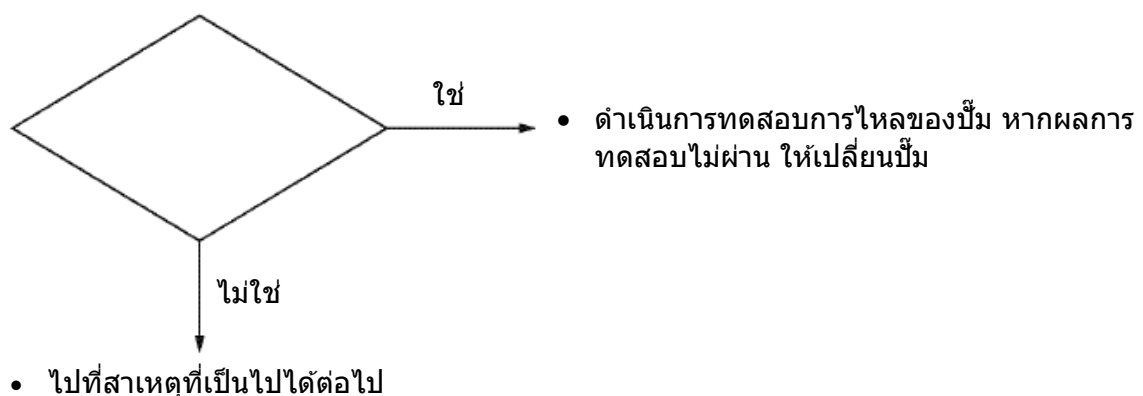 ใช่
• ดำเนินการทดสอบการไหลของปั๊ม หากผลการ
ทดสอบไม่ผ่าน ให้เปลี่ยนปั๊ม
ไม่ใช่
• ไปที่สาเหตุที่เป็นไปได้ต่อไป